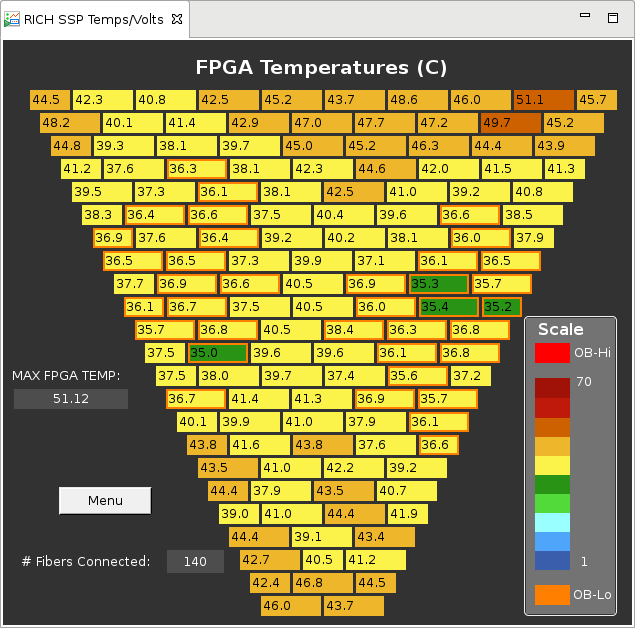 RICH SSP Temps/Volts
FPGA Temperatures (C)
44.5 42.3 40.8 42.5 45.2 43.7 48.6 46.0 51.1 45.7
48.2 40.1 41.4 42.9 47.0 47.7 47.2 49.7 45.2
44.8 39.3 38.1 39.7 45.0 45.2 46.3 44.4 43.9
41.2 37.6 36.3 38.1 42.3 44.6 42.0 41.5 41.3
39.5 37.3 36.1 38.1 42.5 41.0 39.2 40.8
38.3 36.4 36.6 37.5 40.4 39.6 36.6 38.5
36.9 37.6 36.4 39.2 40.2 38.1 36.0 37.9
36.5 36.5 37.3 39.9 37.1 36.1 36.5
37.7 36.9 36.6 40.5 36.9 35.3 35.7
36.1 36.7 37.5 40.5 36.0 35.4 35.2
35.7 36.8 40.5 38.4 36.3 36.8
37.5 35.0 39.6 39.6 36.1 36.8
37.5 38.0 39.7 37.4 35.6 37.2
36.7 41.4 41.3 36.9 35.7
40.1 39.9 41.0 37.9 36.1
43.8 41.6 43.8 37.6 36.6
43.5 41.0 42.2 39.2
44.4 37.9 43.5 40.7
39.0 41.0 44.4 41.9
44.4 39.1 43.4
42.7 40.5 41.2
42.4 46.8 44.5
46.0 43.7
MAX FPGA TEMP:
51.12
Menu
# Fibers Connected: 140
Scale
OB-Hi
70
1
OB-Lo